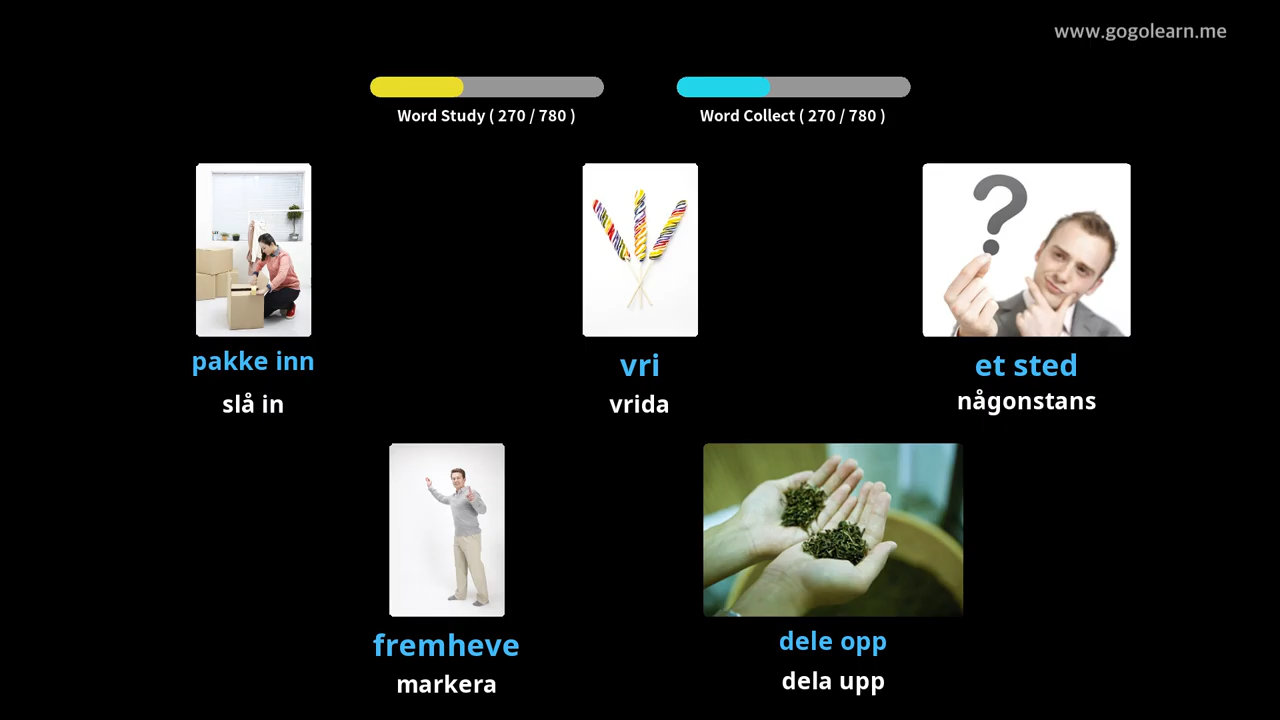 www.gogolearn.me
Word Study ( 270 / 780 )
Word Collect ( 270 / 780 )
pakke inn
slå in
vri
vrida
et sted
någonstans
fremheve
markera
dele opp
dela upp